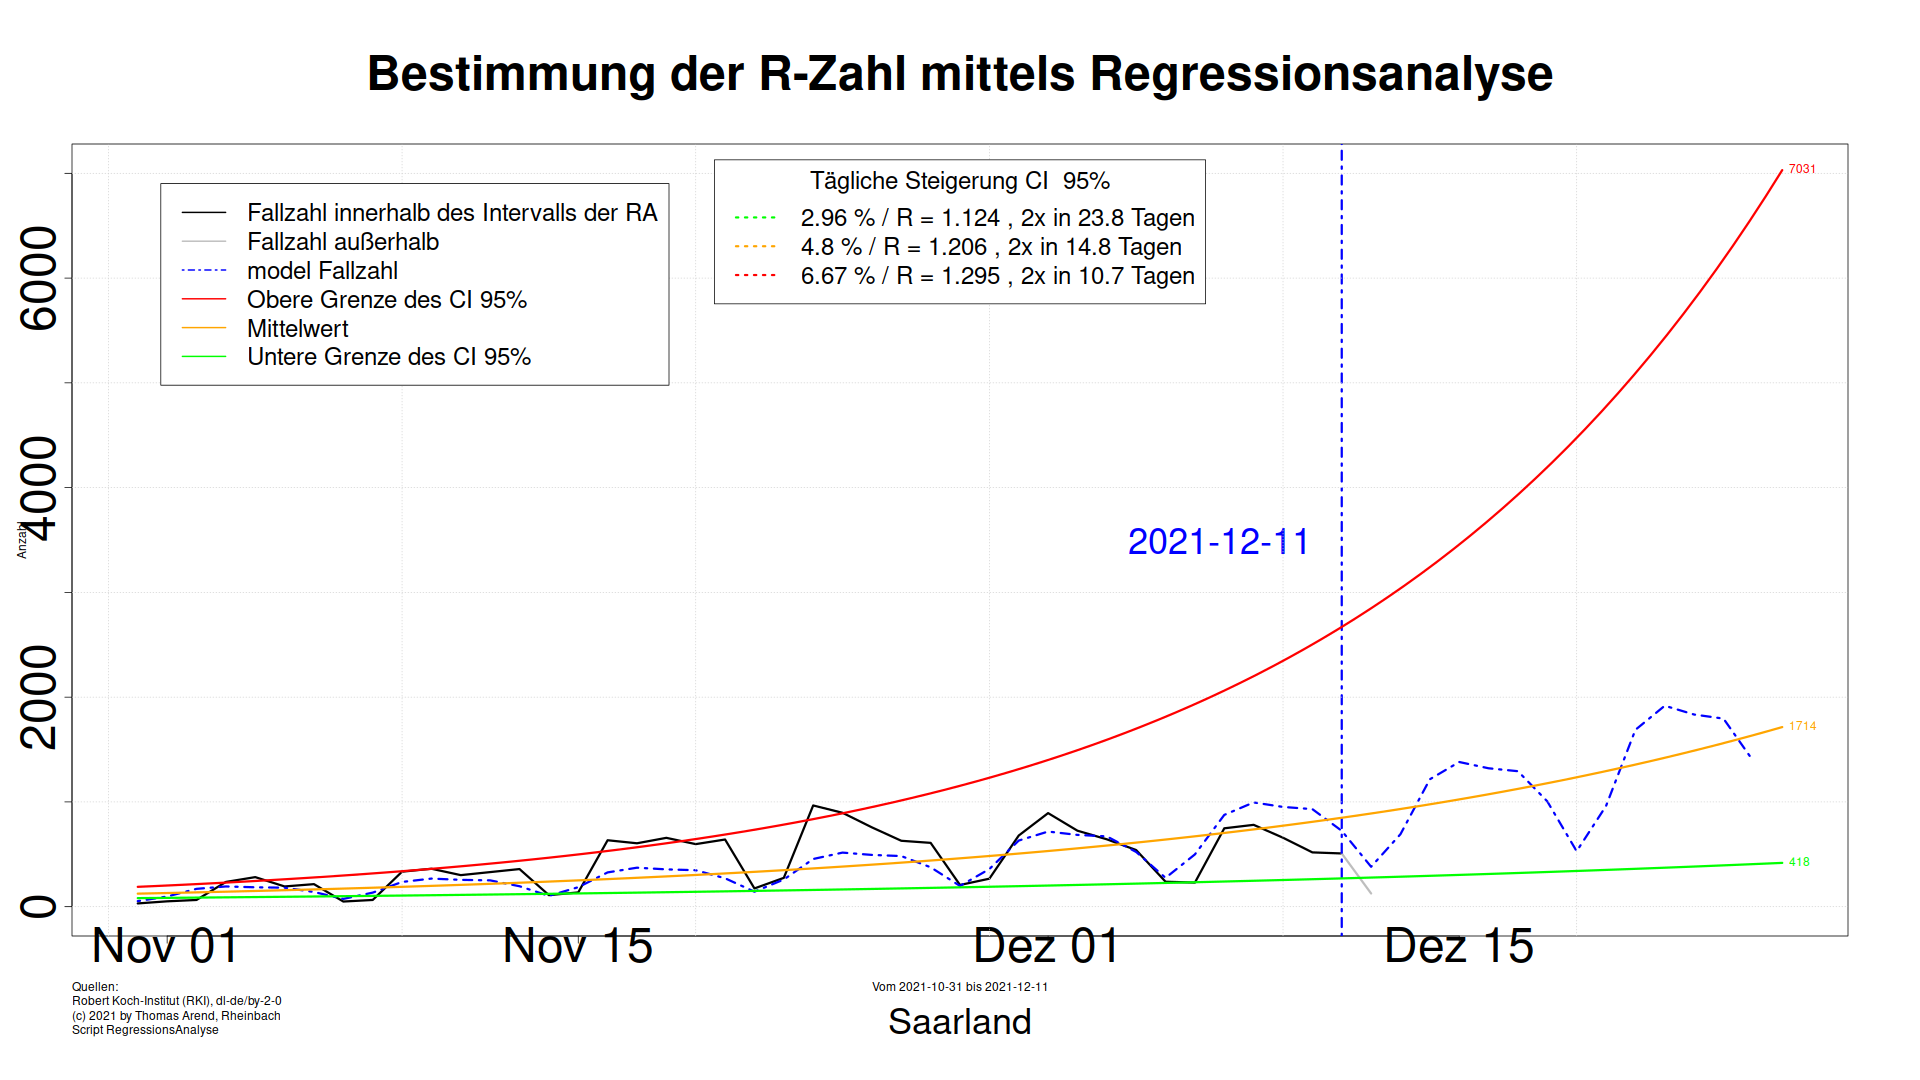 Bestimmung der R-Zahl mittels Regressionsanalyse
Fallzahl innerhalb des Intervalls der RA
Fallzahl außerhalb
model Fallzahl
Obere Grenze des CI 95%
Mittelwert
Untere Grenze des CI 95%
Tägliche Steigerung CI  95%
2.96 % / R = 1.124 , 2x in 23.8 Tagen
4.8 % / R = 1.206 , 2x in 14.8 Tagen
6.67 % / R = 1.295 , 2x in 10.7 Tagen
7031
6000
4000
2000
0
Anzahl
2021-12-11
1714
418
Nov 01
Nov 15
Dez 01
Dez 15
Quellen:
Robert Koch-Institut (RKI), dl-de/by-2-0
(c) 2021 by Thomas Arend, Rheinbach
Script RegressionsAnalyse
Vom 2021-10-31 bis 2021-12-11
Saarland